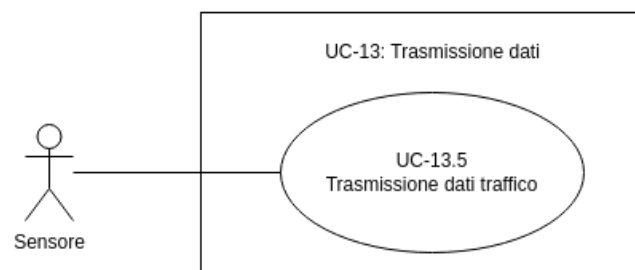 UC-13: Trasmissione dati
UC-13.5
Trasmissione dati traffico
Sensore